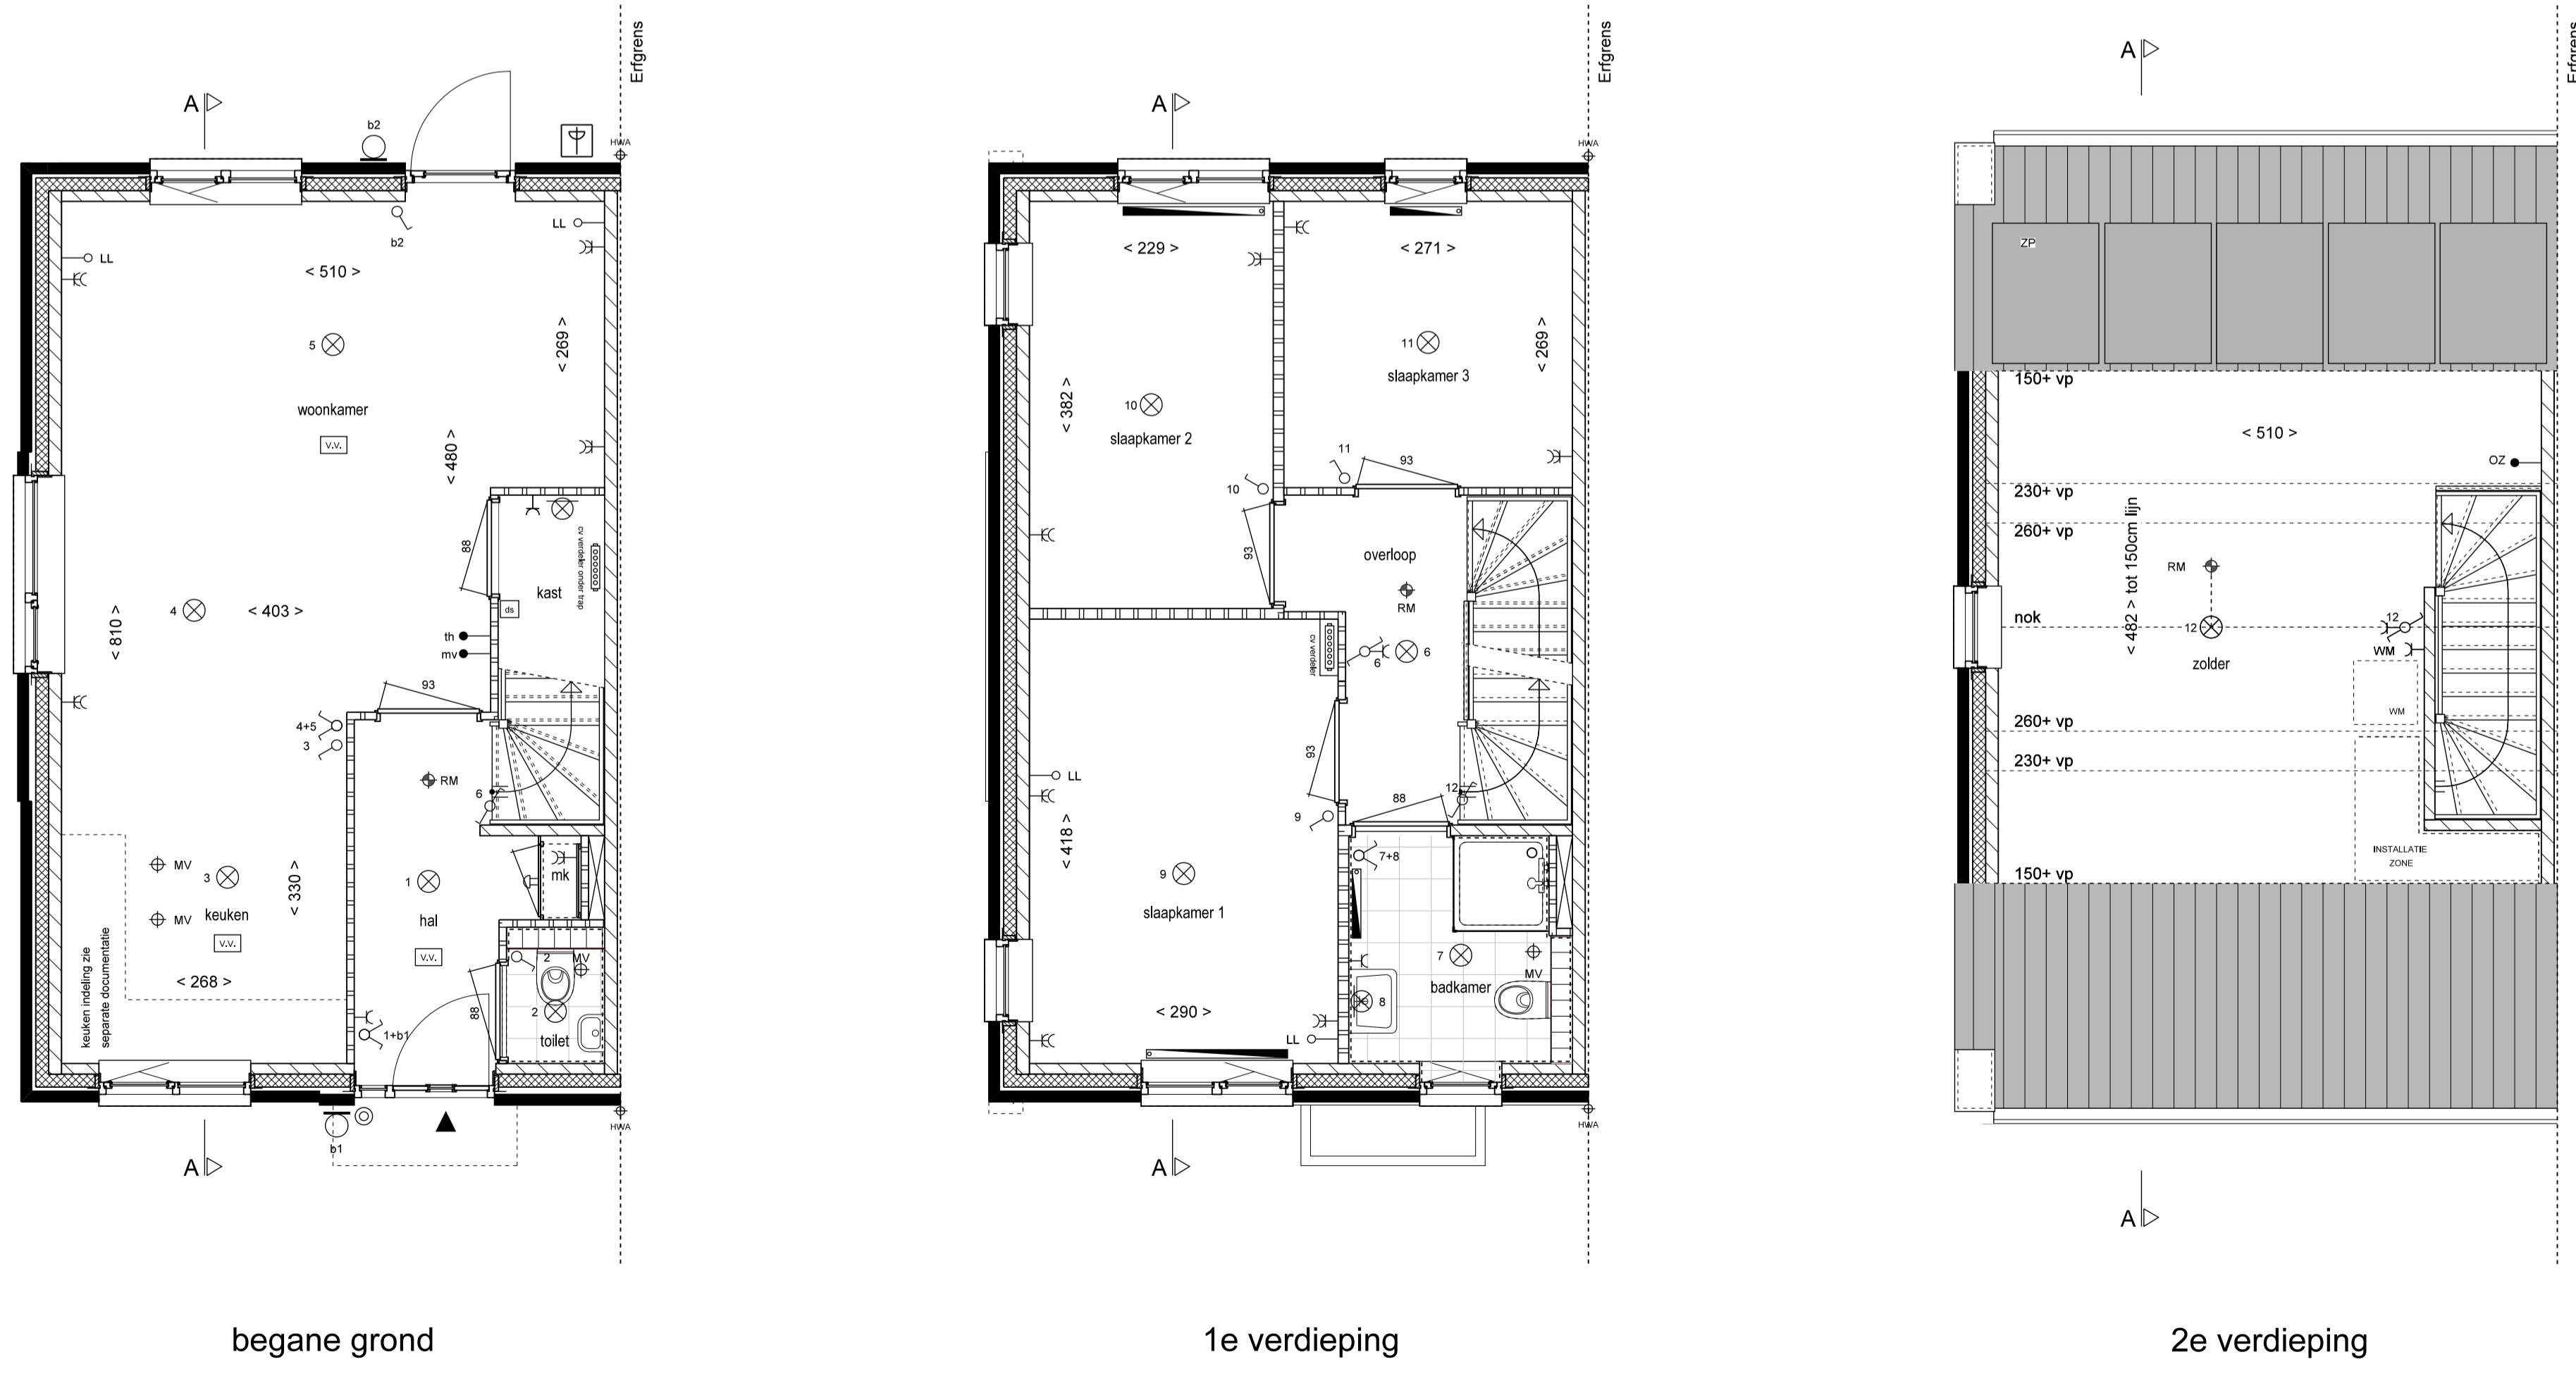 Erfgrens
A
b2
HWA
b2
LL
LL
< 510 >
< 269 >
5
woonkamer
v.v.
< 480 >
cv verdeler onder trap
88
kast
ds
4
< 403 >
< 810 >
th
mv
93
4+5
3
RM
6
MV
3
MV
keuken
v.v.
< 330 >
1
hal
v.v.
mk
keuken indeling zie
separate documentatie
< 268 >
2
MV
88
2
toilet
1+b1
b1
HWA
A
begane grond
Erfgrens
A
HWA
< 229 >
< 271 >
11
slaapkamer 3
< 269 >
< 382 >
10
slaapkamer 2
11
93
10
93
overloop
RM
cv verdeler
6
6
93
LL
9
< 418 >
88
12
7+8
9
slaapkamer 1
7
MV
badkamer
8
< 290 >
LL
HWA
A
1e verdieping
Erfgrens
A
ZP
150+ vp
< 510 >
OZ
230+ vp
260+ vp
< 482 > tot 150cm lijn
RM
nok
12
12
WM
zolder
WM
260+ vp
230+ vp
INSTALLATIE
ZONE
150+ vp
A
2e verdieping